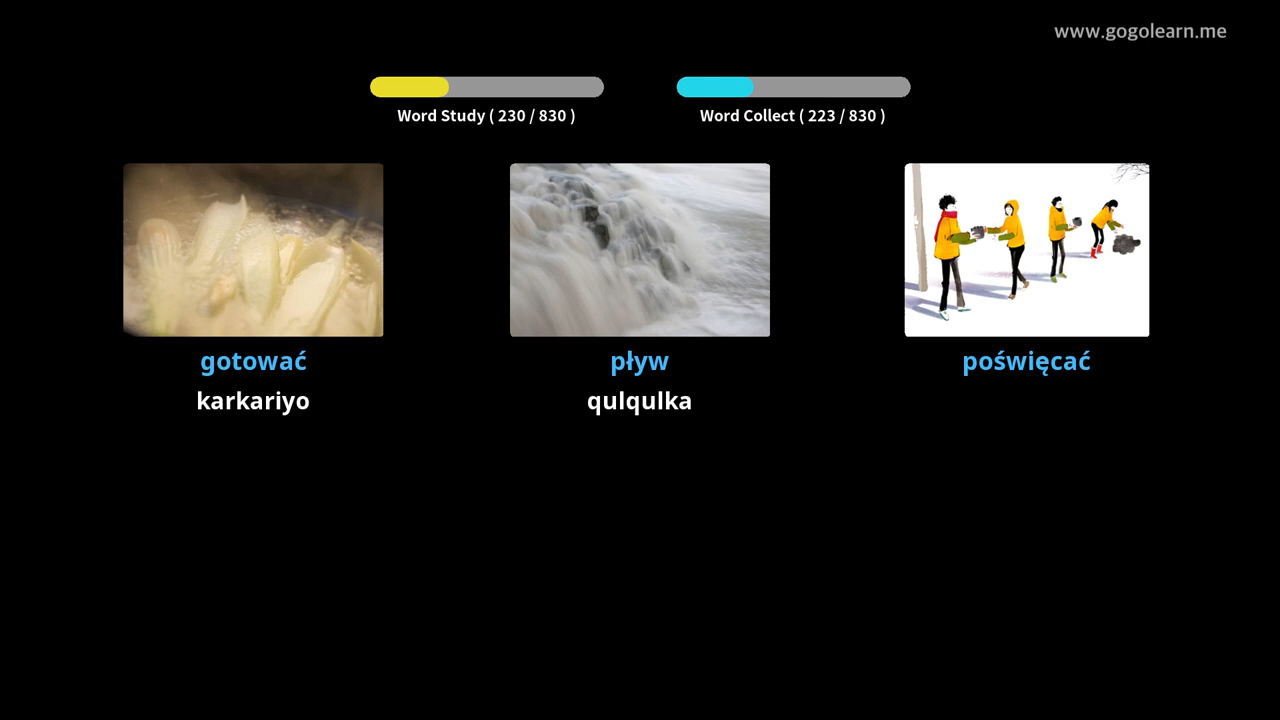 www.gogolearn.me
Word Study ( 230 / 830 )
Word Collect ( 223 / 830 )
gotować
pływ
poświęcać
karkariyo
qulqulka